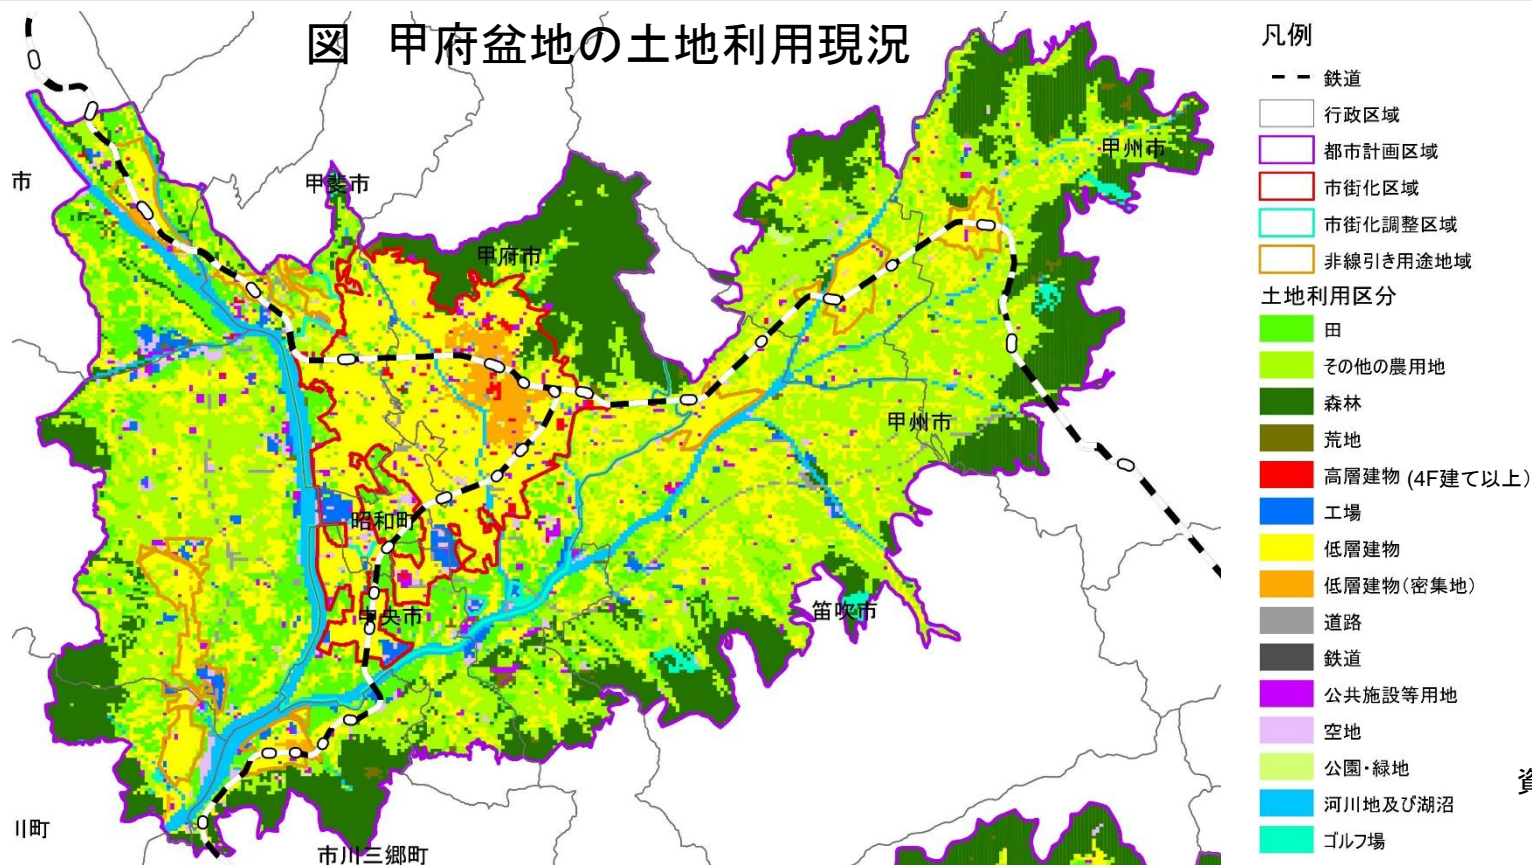 図 甲府盆地の土地利用現況
市
甲斐市
甲府市
甲州市
甲州市
昭和町
中央市
笛吹市
川町
市川三郷町
凡例
鉄道
行政区域
都市計画区域
市街化区域
市街化調整区域
非線引き用途地域
土地利用区分
田
その他の農用地
森林
荒地
高層建物 (4F建て以上)
工場
低層建物
低層建物(密集地)
道路
鉄道
公共施設等用地
空地
公園・緑地
河川地及び湖沼
ゴルフ場
資